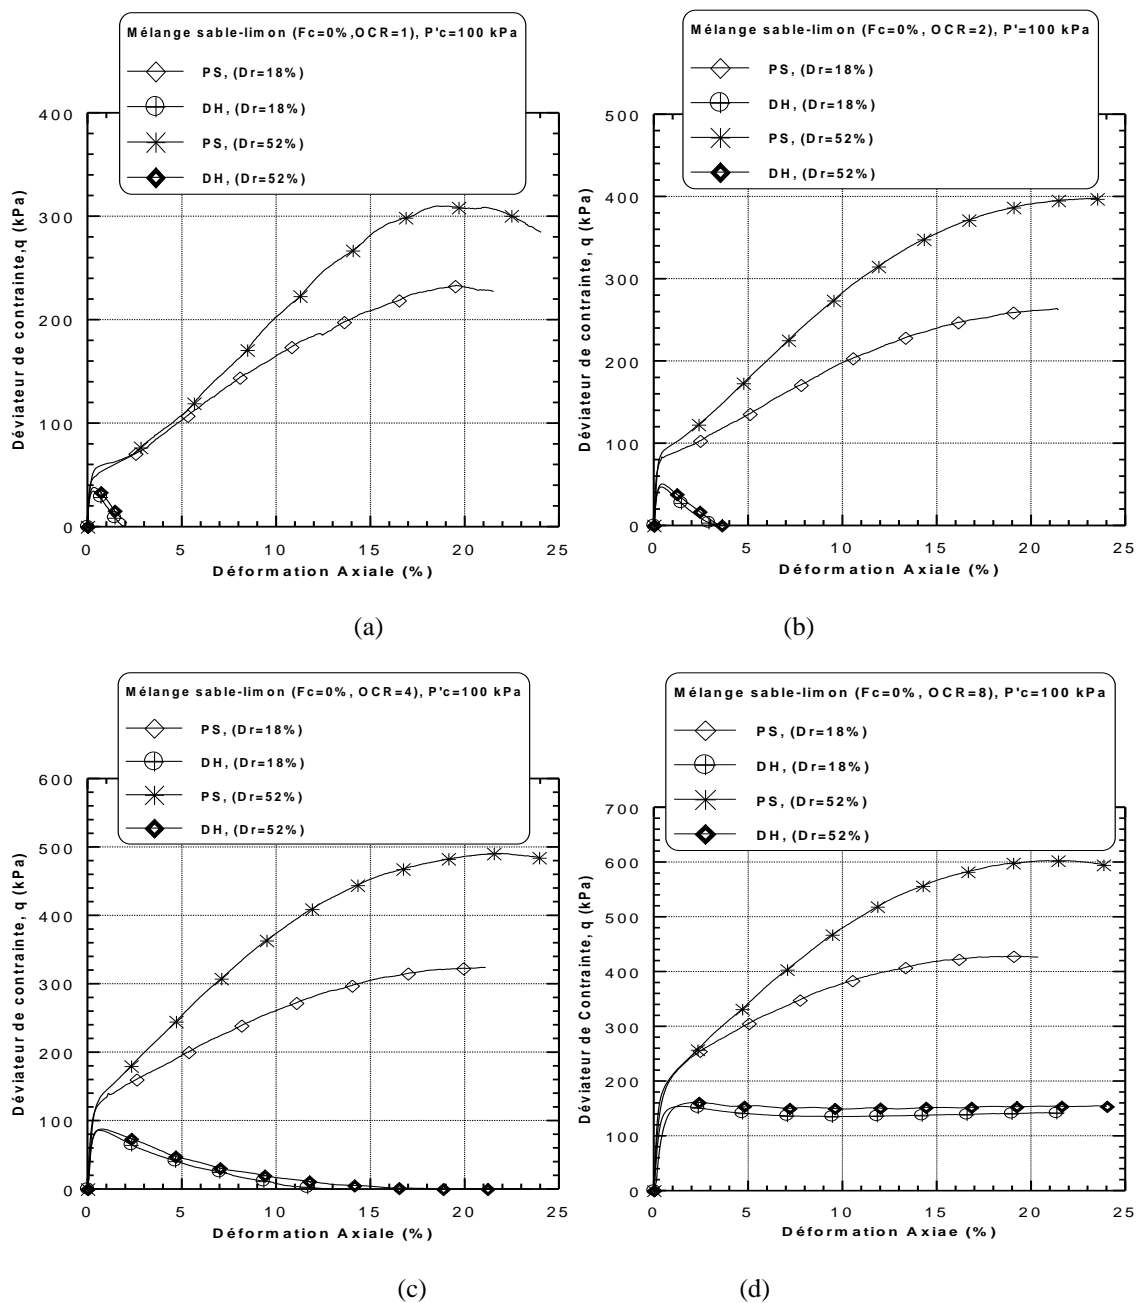 Mélange sable-limon (Fc=0%,OCR=1), P'c=100 kPa
PS, (Dr=18%)
DH, (Dr=18%)
PS, (Dr=52%)
DH, (Dr=52%)
400
300
200
100
0
Déviateur de contrainte,q (kPa)
0 5 10 15 20 25
Déformation Axiale (%)
(a)
Mélange sable-limon (Fc=0%, OCR=2), P'=100 kPa
PS, (Dr=18%)
DH, (Dr=18%)
PS, (Dr=52%)
DH, (Dr=52%)
500
400
300
200
100
0
Déviateur de contrainte, q (kPa)
0 5 10 15 20 25
Déformation Axiale (%)
(b)
Mélange sable-limon (Fc=0%, OCR=4), P'c=100 kPa
PS, (Dr=18%)
DH, (Dr=18%)
PS, (Dr=52%)
DH, (Dr=52%)
600
500
400
300
200
100
0
Déviateur de contrainte, q (kPa)
0 5 10 15 20 25
Déformation Axiale (%)
(c)
Mélange sable-limon (Fc=0%, OCR=8), P'c=100 kPa
PS, (Dr=18%)
DH, (Dr=18%)
PS, (Dr=52%)
DH, (Dr=52%)
700
600
500
400
300
200
100
0
Déviateur de Contrainte, q (kPa)
0 5 10 15 20 25
Déformation Axiae (%)
(d)